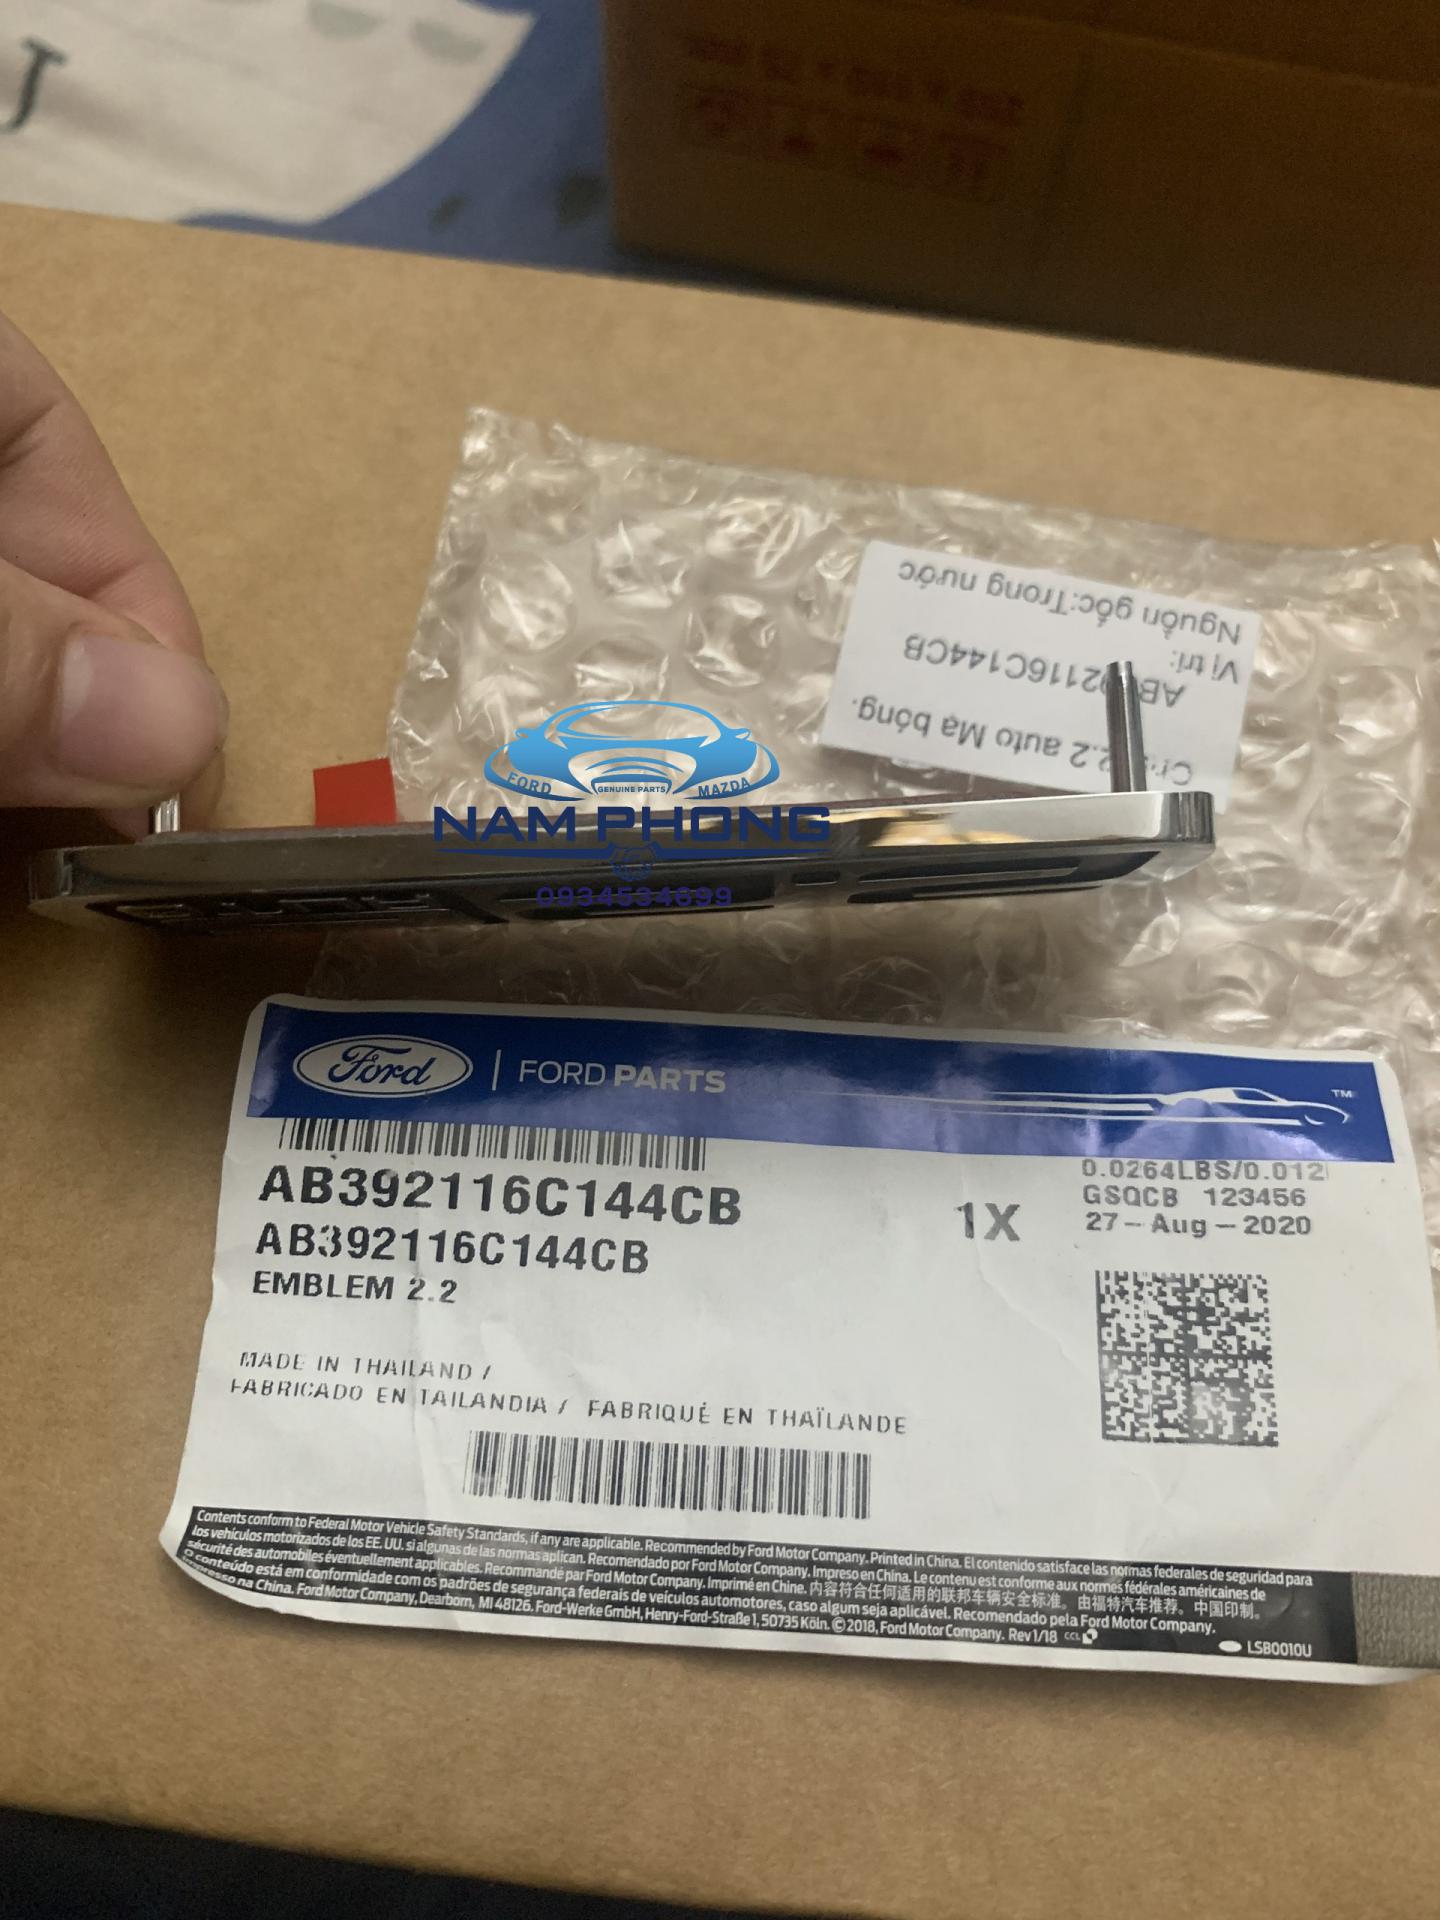 Nguồn gốc:Trong nước
Vị trí:
2116C144CB
2.2 auto Mạ bóng.
FORD GENUINE PARTS MAZDA
NAM PHONG
0934534699
Ford | FORD PARTS
TM
AB392116C144CB
AB392116C144CB
EMBLEM 2.2
1X
0.0264LBS/0.012
GSQCB 123456
27-Aug-2020
MADE IN THAILAND /
FABRICADO EN TAILANDIA / FABRIQUÉ EN THAÏLANDE
Contents conform to Federal Motor Vehicle Safety Standards, if any are applicable. Recommended by Ford Motor Company. Printed in China. El contenido satisface las normas federales de seguridad para
los vehículos motorizados de los EE. UU. si algunas de las normas aplican. Recomendado por Ford Motor Company. Impreso en China. Le contenu est conforme aux normes fédérales américaines de
sécurité des automobiles éventuellement applicables. Recommandé par Ford Motor Company. Imprimé en Chine. 内容符合任何适用的联邦车辆安全标准。由福特汽车推荐。中国印制。
O conteúdo está em conformidade com os padrões de segurança federais de veículos automotores, caso algum seja aplicável. Recomendado pela Ford Motor Company.
Impresso na China. Ford Motor Company, Dearborn, MI 48126. Ford-Werke GmbH, Henry-Ford-Straße 1, 50735 Köln. © 2018, Ford Motor Company. Rev 1/18 CCL
LSB0010U